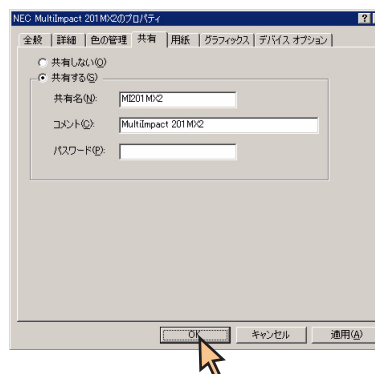 NEC MultiImpact 201MX2のプロパティ ?
全般 詳細 色の管理 共有 用紙 グラフィックス デバイス オプション
共有しない(O)
共有する(S)
共有名(N): MI201MX2
コメント(C): MultiImpact 201MX2
パスワード(P):
OK キャンセル 適用(A)